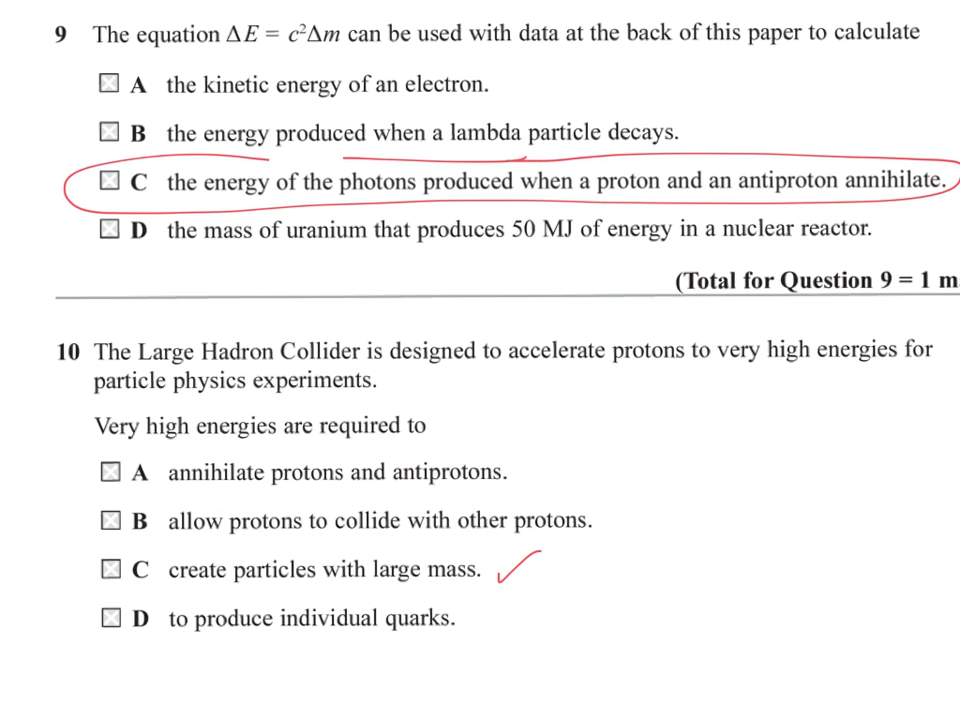 9 The equation ΔE = c²Δm can be used with data at the back of this paper to calculate
A the kinetic energy of an electron.
B the energy produced when a lambda particle decays.
C the energy of the photons produced when a proton and an antiproton annihilate.
D the mass of uranium that produces 50 MJ of energy in a nuclear reactor.
(Total for Question 9 = 1 m
10 The Large Hadron Collider is designed to accelerate protons to very high energies for
particle physics experiments.
Very high energies are required to
A annihilate protons and antiprotons.
B allow protons to collide with other protons.
C create particles with large mass.
D to produce individual quarks.